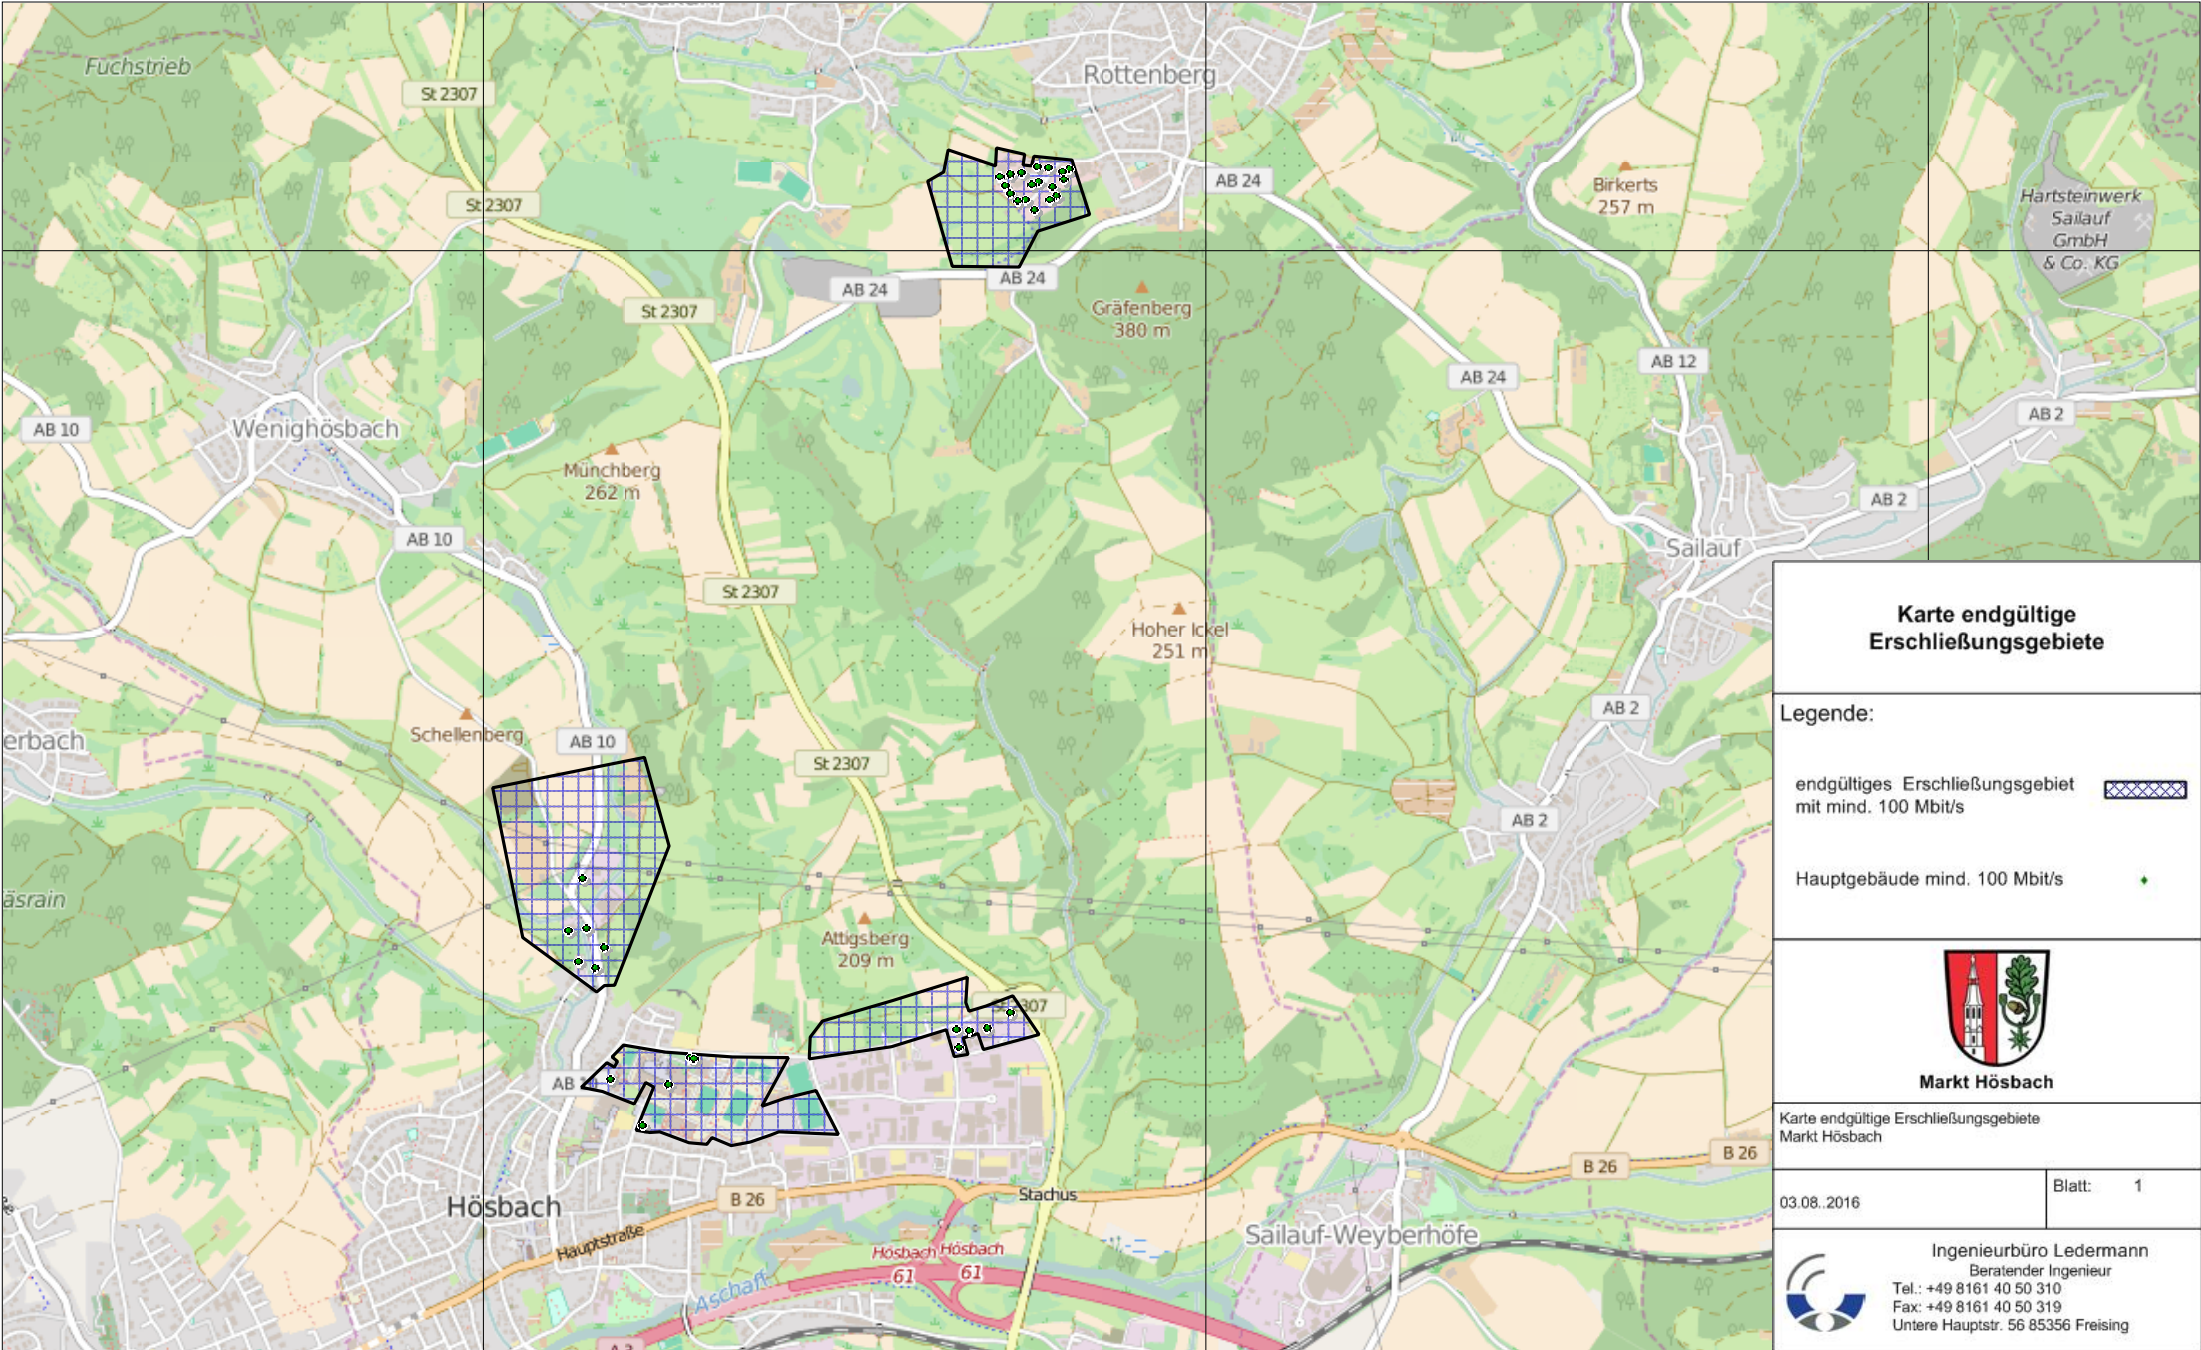 Fuchstrieb
Rottenberg
St 2307
AB 24
Birkerts
257 m
Hartsteinwerk
Sailauf
GmbH
& Co. KG
St 2307
AB 24
AB 24
Gräfenberg
380 m
St 2307
AB 12
AB 24
AB 2
AB 10
Wenighösbach
Münchberg
262 m
AB 2
AB 10
Sailauf
St 2307
Hoher Ickel
251 m
AB 2
Schellenberg
AB 10
erbach
St 2307
AB 2
äsrain
Attigsberg
209 m
Hösbach
B 26
Stachus
B 26
B 26
Hauptstraße
Hösbach Hösbach
61
61
Aschaff
Sailauf-Weyberhöfe
Karte endgültige
Erschließungsgebiete
Legende:
endgültiges Erschließungsgebiet
mit mind. 100 Mbit/s
Hauptgebäude mind. 100 Mbit/s
Markt Hösbach
Karte endgültige Erschließungsgebiete
Markt Hösbach
03.08..2016
Blatt: 1
Ingenieurbüro Ledermann
Beratender Ingenieur
Tel.: +49 8161 40 50 310
Fax: +49 8161 40 50 319
Untere Hauptstr. 56 85356 Freising